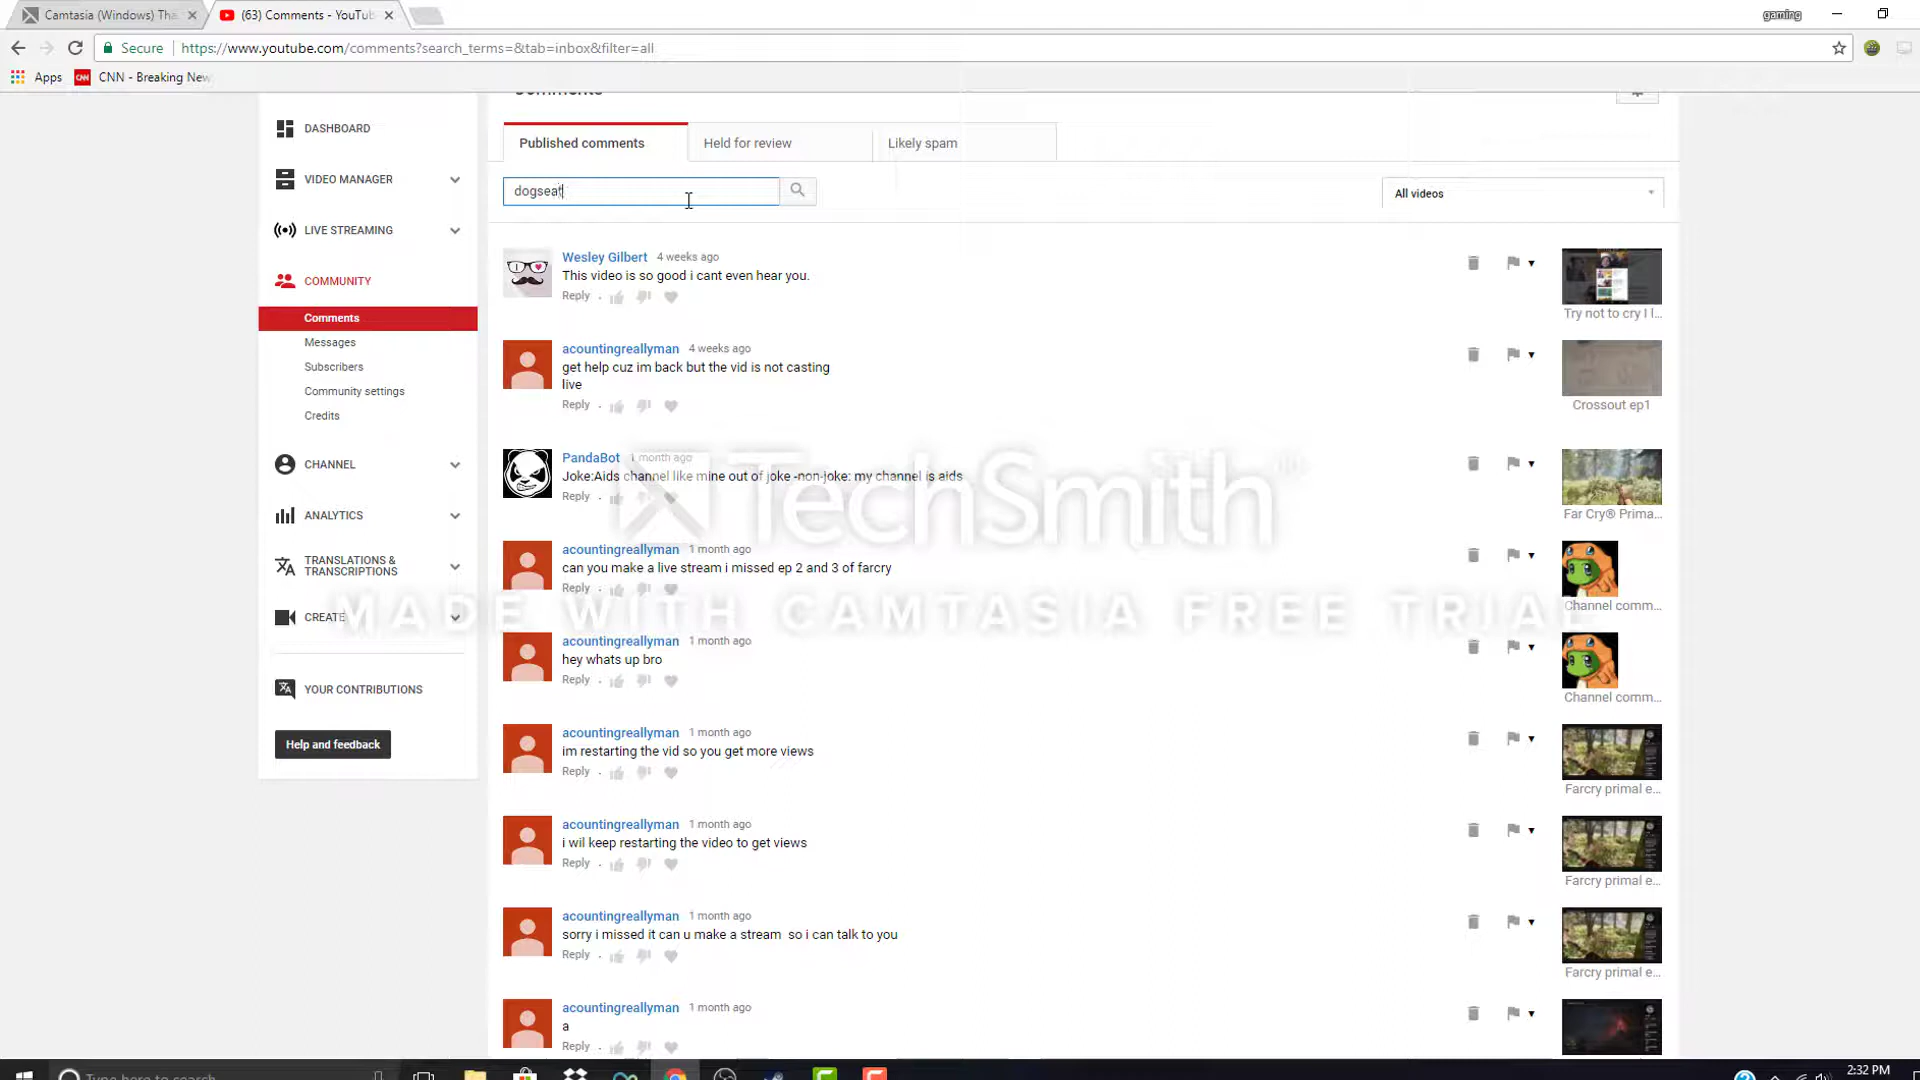 Camtasia (Windows) Tha
(63) Comments - YouTub
gaming
Secure https://www.youtube.com/comments?search_terms=&tab=inbox&filter=all
Apps CNN - Breaking New
Comments
DASHBOARD
VIDEO MANAGER
LIVE STREAMING
COMMUNITY
Comments
Messages
Subscribers
Community settings
Credits
CHANNEL
ANALYTICS
TRANSLATIONS &
TRANSCRIPTIONS
CREATE
YOUR CONTRIBUTIONS
Help and feedback
Published comments Held for review Likely spam
dogseat
All videos
Wesley Gilbert 4 weeks ago
This video is so good i cant even hear you.
Reply
Try not to cry I l...
acountingreallyman 4 weeks ago
get help cuz im back but the vid is not casting
live
Reply
Crossout ep1
PandaBot 1 month ago
Joke:Aids channel like mine out of joke -non-joke: my channel is aids
Reply
Far Cry® Prima...
TechSmith
acountingreallyman 1 month ago
can you make a live stream i missed ep 2 and 3 of farcry
Reply
Channel comm...
MADE WITH CAMTASIA FREE TRIAL
acountingreallyman 1 month ago
hey whats up bro
Reply
Channel comm...
acountingreallyman 1 month ago
im restarting the vid so you get more views
Reply
Farcry primal e...
acountingreallyman 1 month ago
i wil keep restarting the video to get views
Reply
Farcry primal e...
acountingreallyman 1 month ago
sorry i missed it can u make a stream so i can talk to you
Reply
Farcry primal e...
acountingreallyman 1 month ago
a
Reply
Type here to search
2:32 PM